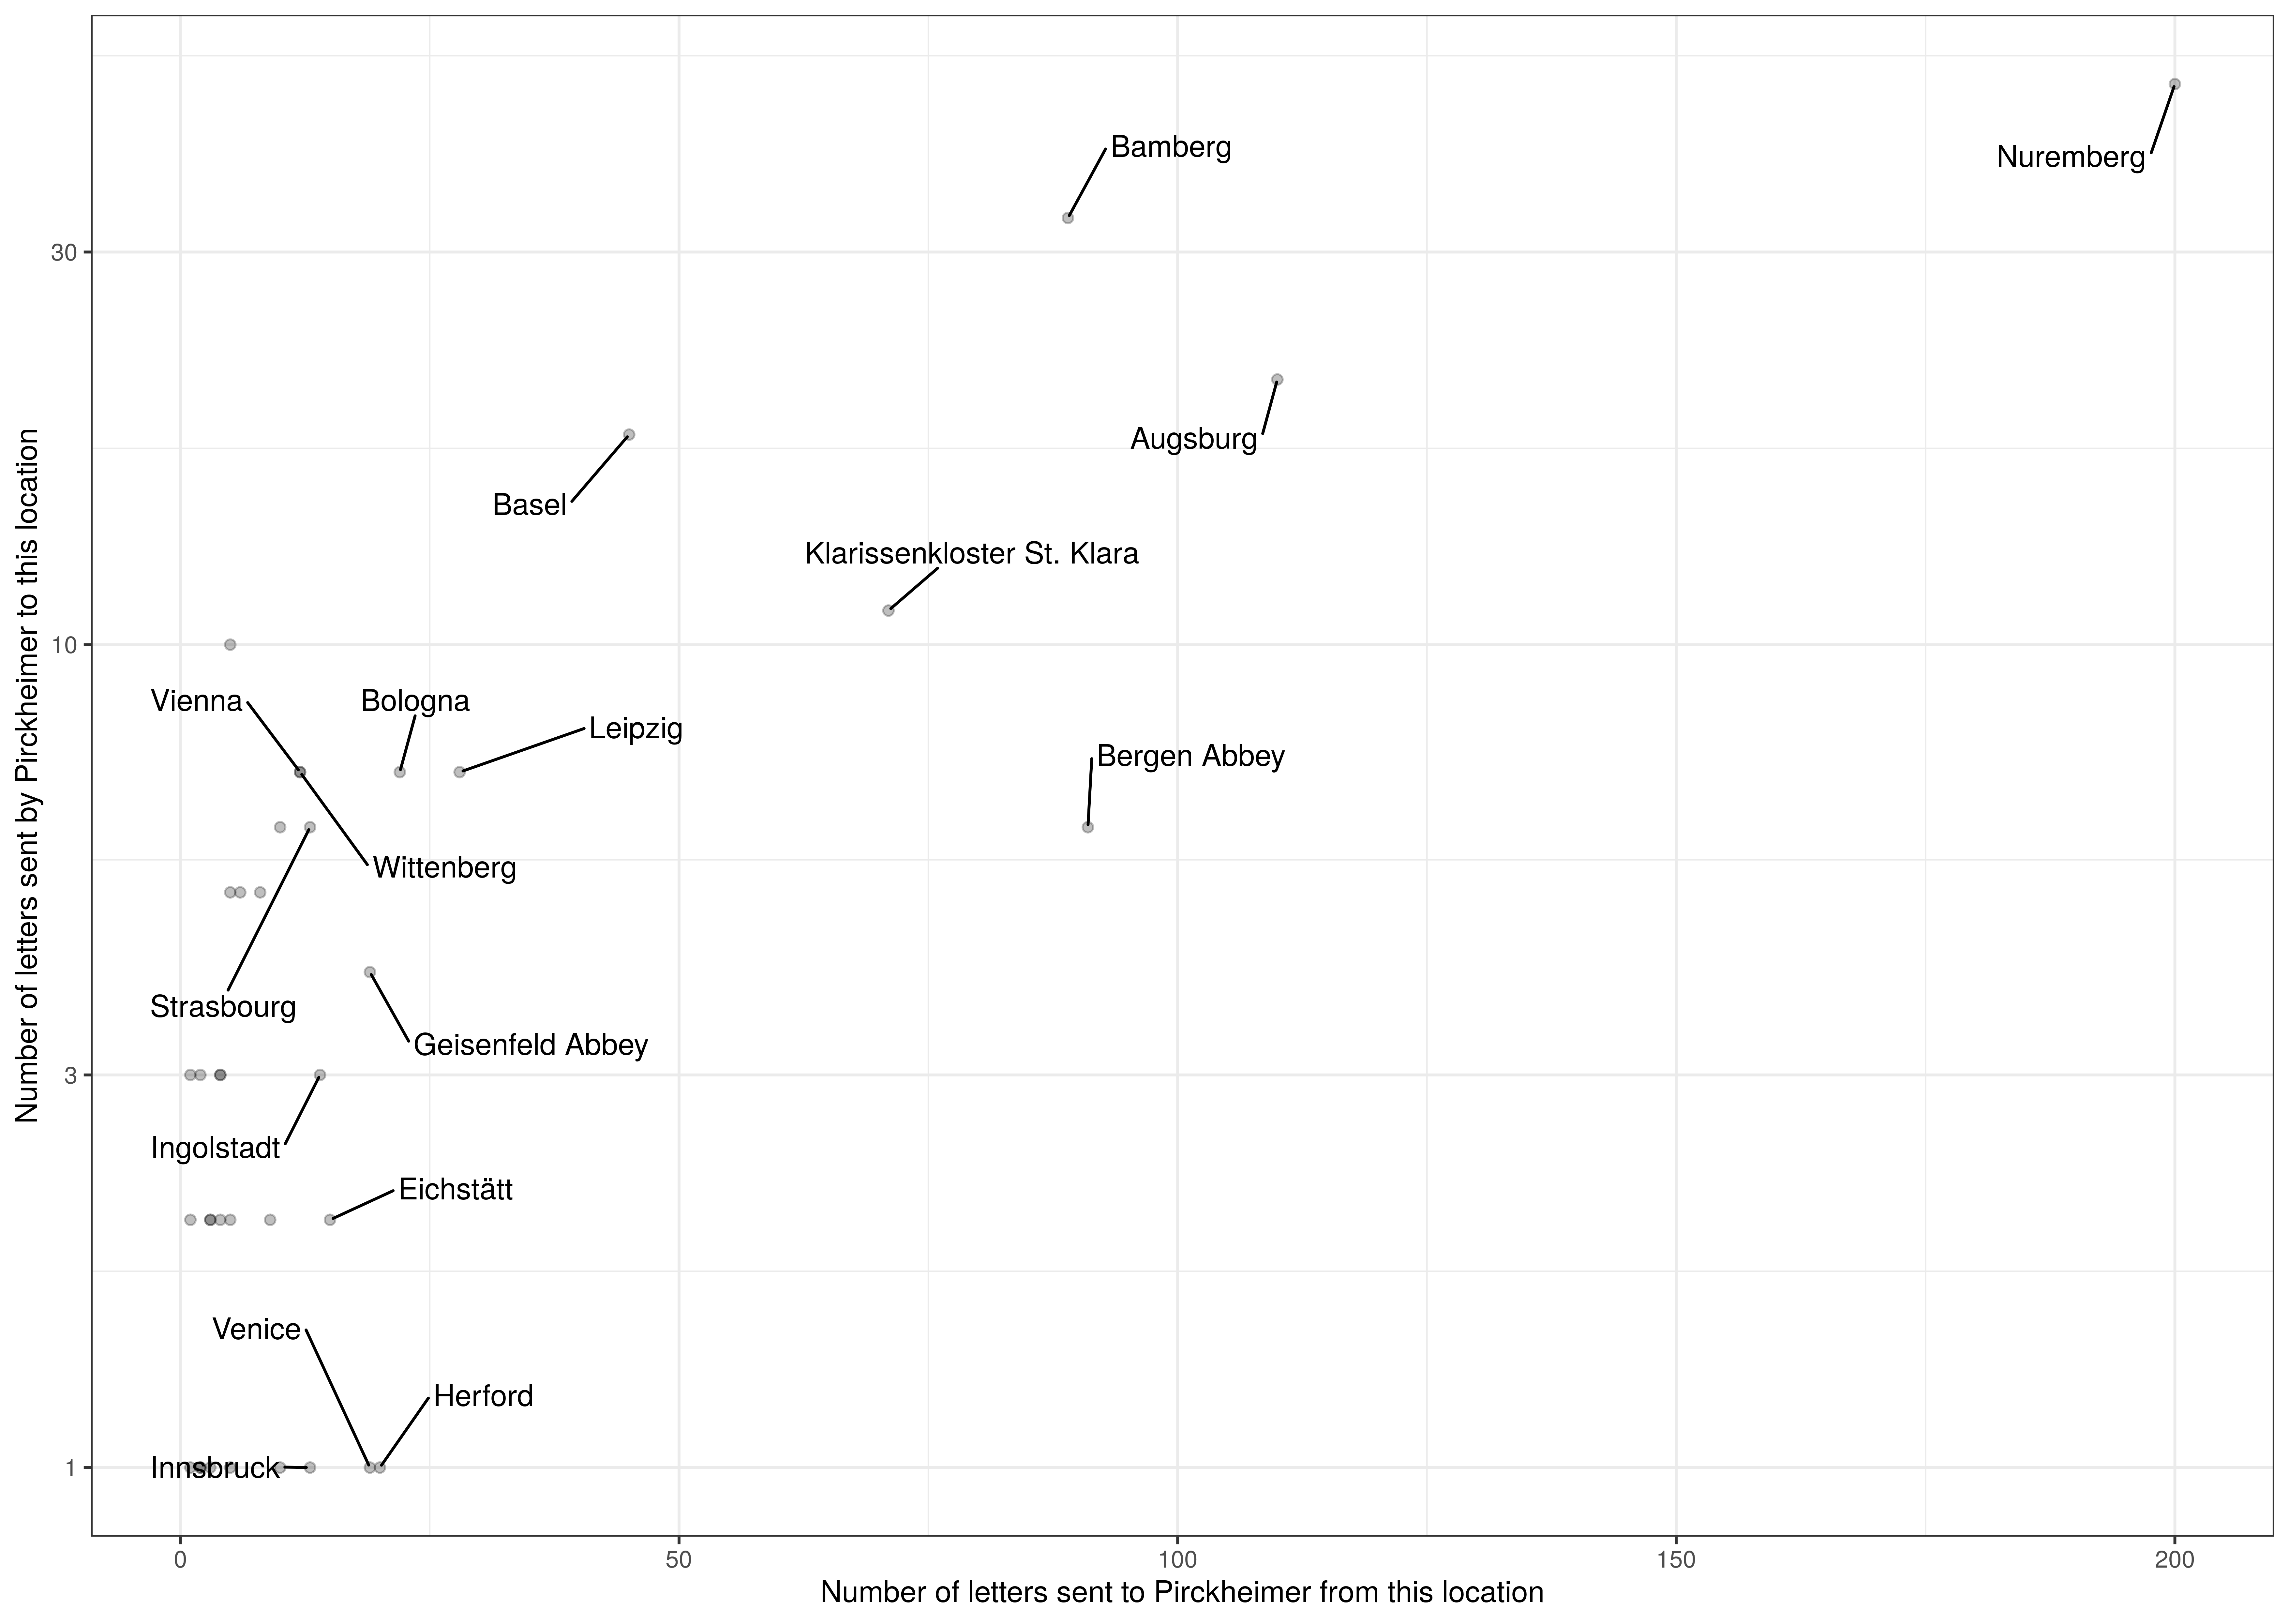 Bamberg
Nuremberg
30
Augsburg
Basel
Klarissenkloster St. Klara
10
Vienna
Bologna
Leipzig
Bergen Abbey
Wittenberg
Strasbourg
Geisenfeld Abbey
3
Ingolstadt
Eichstätt
Venice
Herford
1
Innsbruck
0
50
100
150
200
Number of letters sent to Pirckheimer from this location
Number of letters sent by Pirckheimer to this location